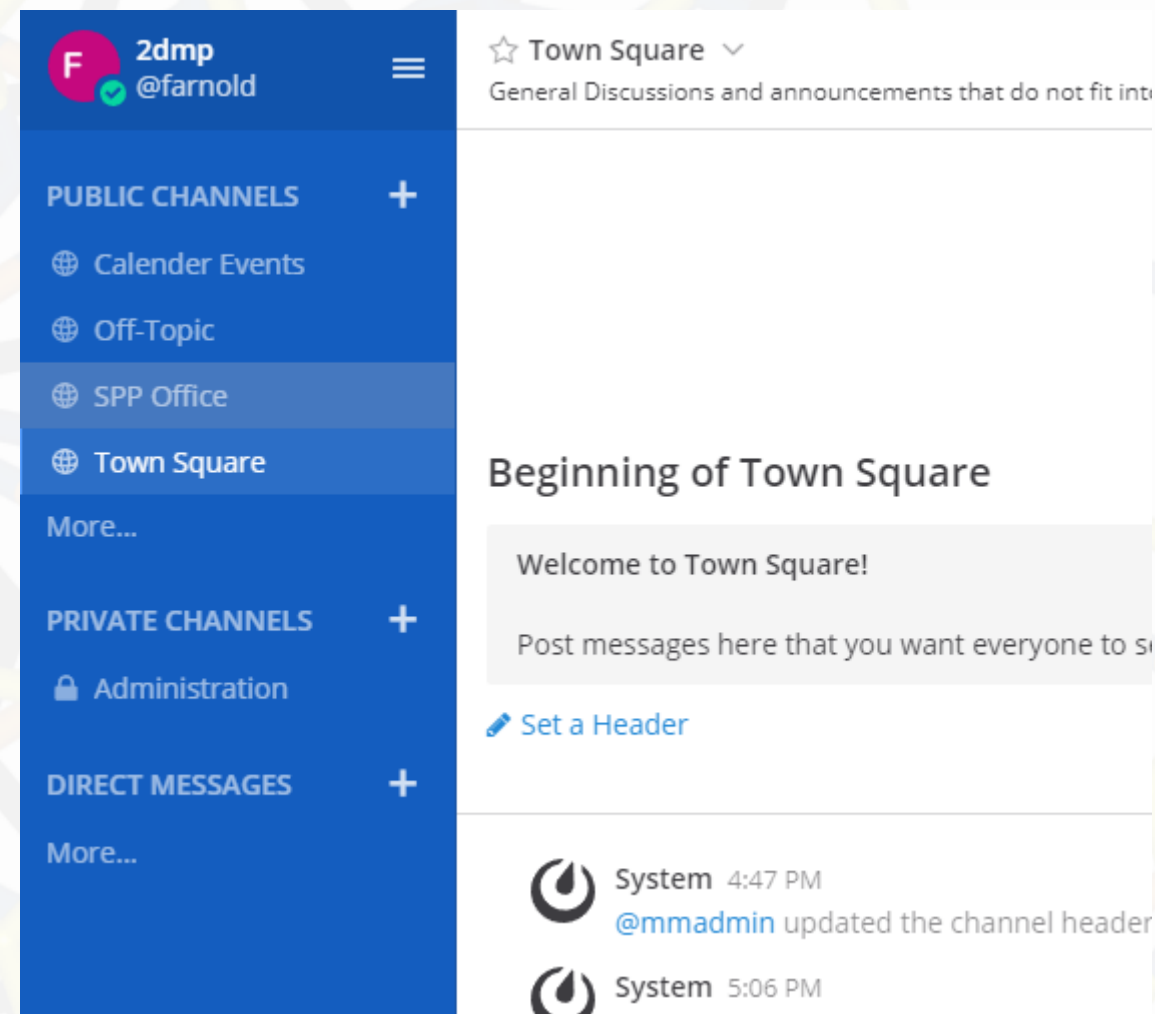 F
2dmp
@farnold
PUBLIC CHANNELS
Calender Events
Off-Topic
SPP Office
Town Square
More...
PRIVATE CHANNELS
Administration
DIRECT MESSAGES
More...
Town Square
General Discussions and announcements that do not fit
Beginning of Town Square
Welcome to Town Square!
Post messages here that you want everyone to
Set a Header
System 4:47 PM
@mmadmin updated the channel header
System 5:06 PM